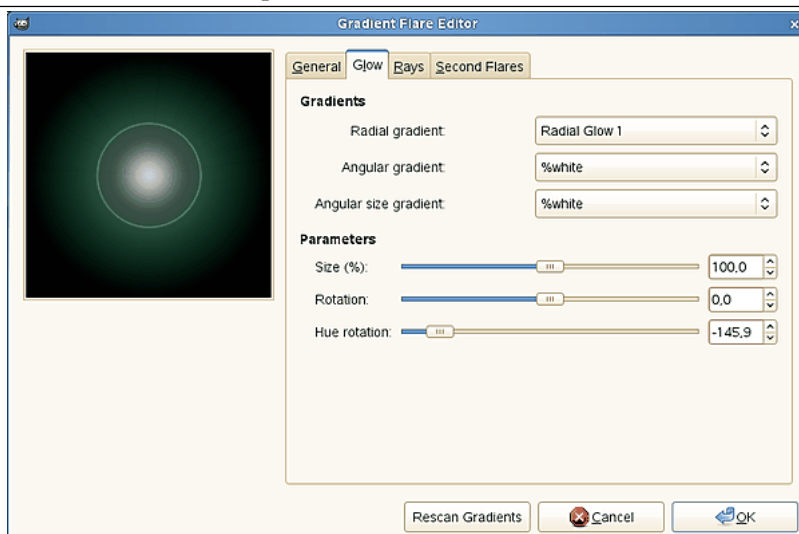 Gradient Flare Editor
General Glow Rays Second Flares
Gradients
Radial gradient: Radial Glow 1
Angular gradient: %white
Angular size gradient: %white
Parameters
Size (%): 100,0
Rotation: 0,0
Hue rotation: -145,9
Rescan Gradients Cancel OK